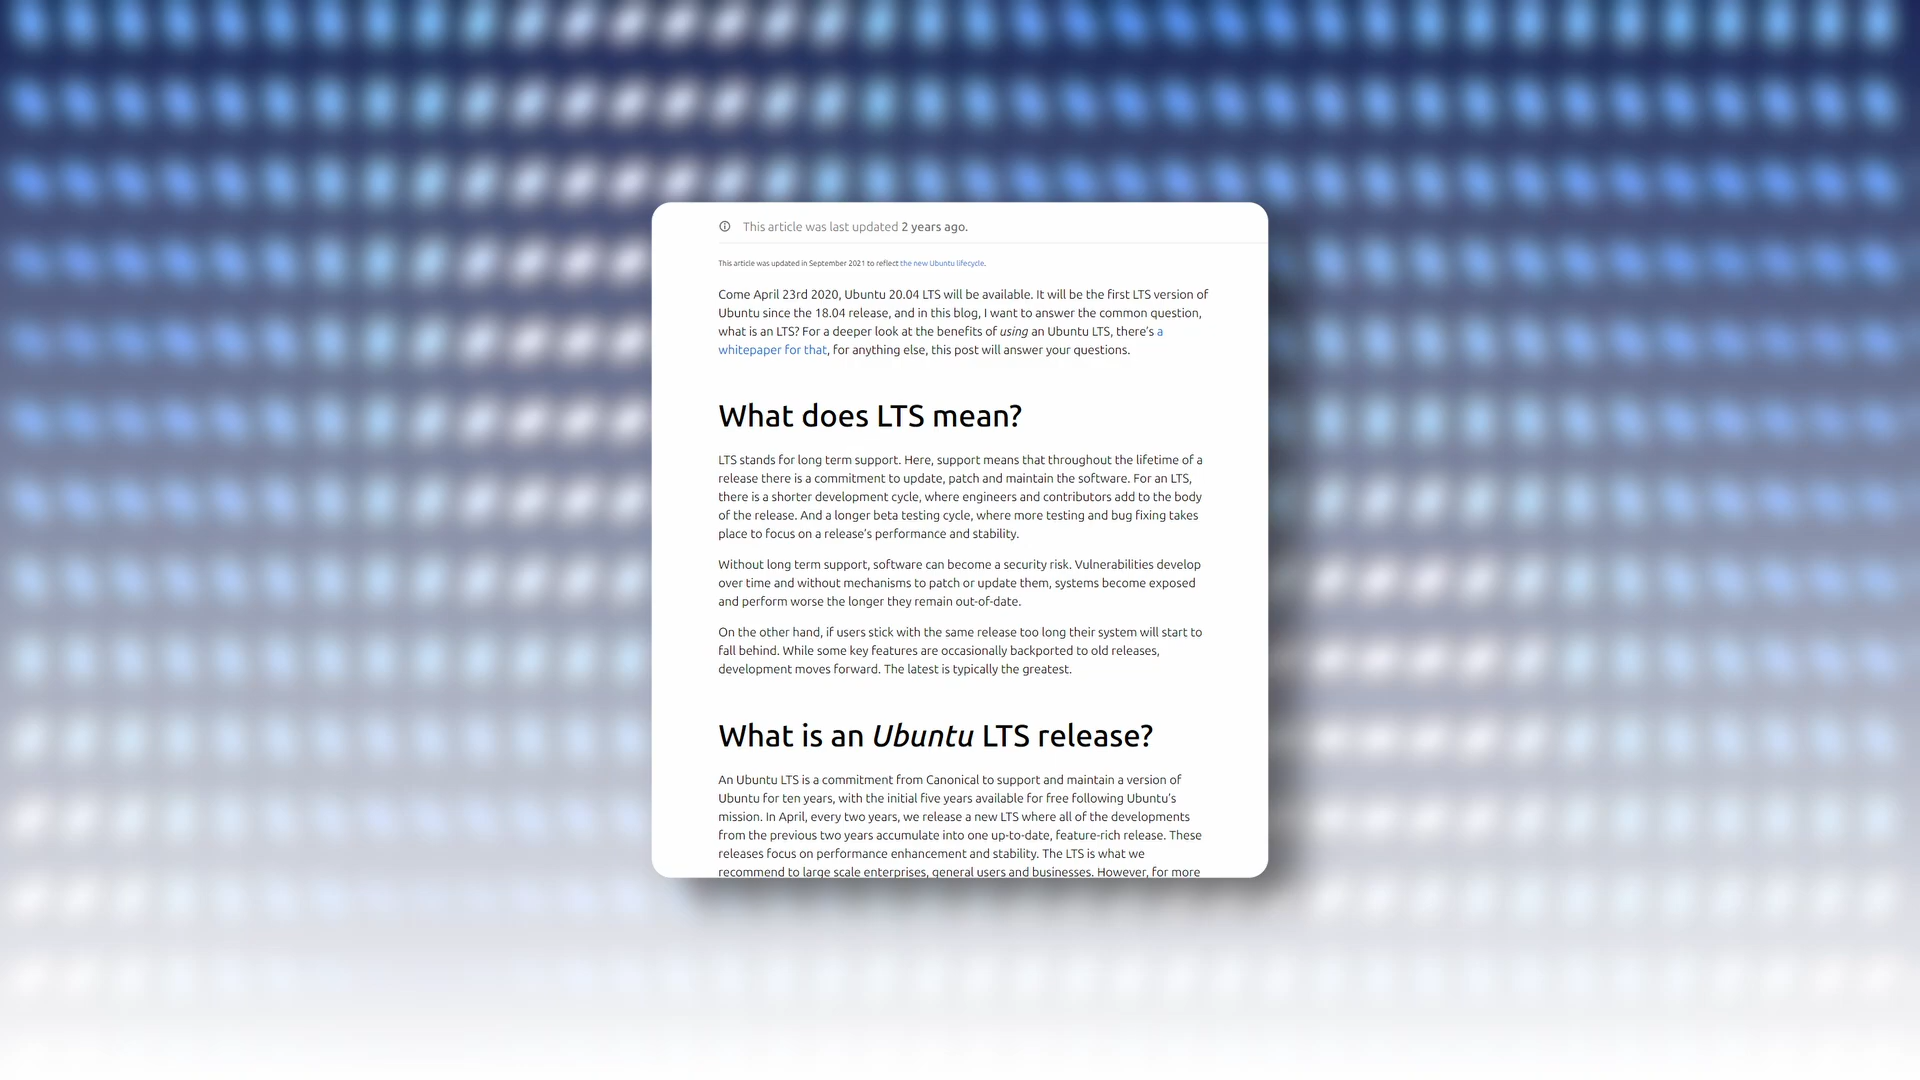 This article was last updated 2 years ago.
This article was updated in September 2021 to reflect the new Ubuntu lifecycle.
Come April 23rd 2020, Ubuntu 20.04 LTS will be available. It will be the first LTS version of
Ubuntu since the 18.04 release, and in this blog, I want to answer the common question,
what is an LTS? For a deeper look at the benefits of using an Ubuntu LTS, there's a
whitepaper for that, for anything else, this post will answer your questions.
What does LTS mean?
LTS stands for long term support. Here, support means that throughout the lifetime of a
release there is a commitment to update, patch and maintain the software. For an LTS,
there is a shorter development cycle, where engineers and contributors add to the body
of the release. And a longer beta testing cycle, where more testing and bug fixing takes
place to focus on a release's performance and stability.
Without long term support, software can become a security risk. Vulnerabilities develop
over time and without mechanisms to patch or update them, systems become exposed
and perform worse the longer they remain out-of-date.
On the other hand, if users stick with the same release too long their system will start to
fall behind. While some key features are occasionally backported to old releases,
development moves forward. The latest is typically the greatest.
What is an Ubuntu LTS release?
An Ubuntu LTS is a commitment from Canonical to support and maintain a version of
Ubuntu for ten years, with the initial five years available for free following Ubuntu's
mission. In April, every two years, we release a new LTS where all of the developments
from the previous two years accumulate into one up-to-date, feature-rich release. These
releases focus on performance enhancement and stability. The LTS is what we
recommend to large scale enterprises, general users and businesses. However, for more